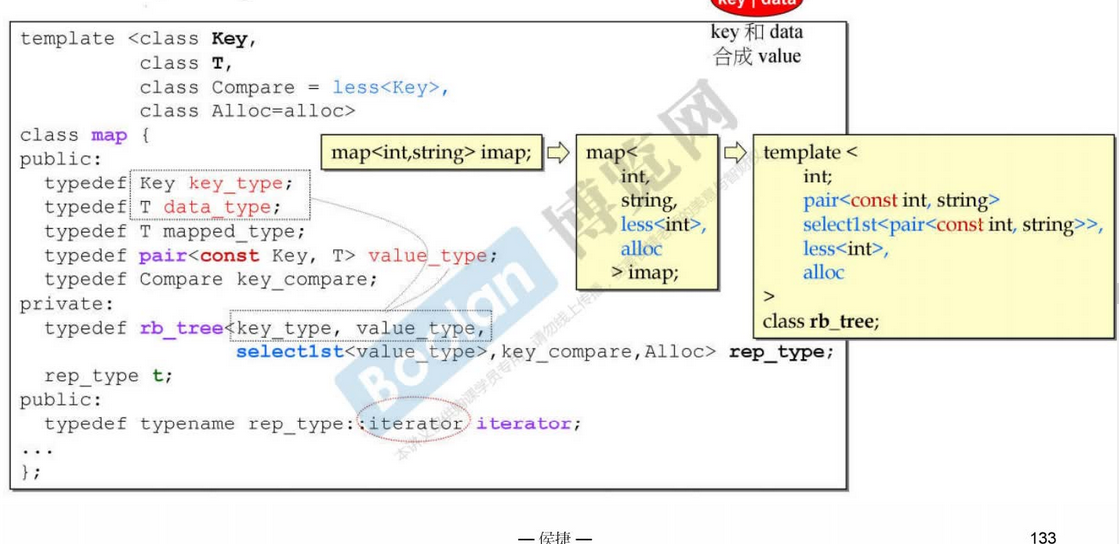 key | data
key 和 data
合成 value
template <class Key,
class T,
class Compare = less<Key>,
class Alloc=alloc>
class map {
public:
typedef Key key_type;
typedef T data_type;
typedef T mapped_type;
typedef pair<const Key, T> value_type;
typedef Compare key_compare;
private:
typedef rb_tree<key_type, value_type,
select1st<value_type>,key_compare,Alloc> rep_type;
rep_type t;
public:
typedef typename rep_type::iterator iterator;
...
};
map<int,string> imap;
map<
int,
string,
less<int>,
alloc
> imap;
template <
int;
pair<const int, string>
select1st<pair<const int, string>>,
less<int>,
alloc
>
class rb_tree;
Boolan
博览网
— 侯捷 —
133